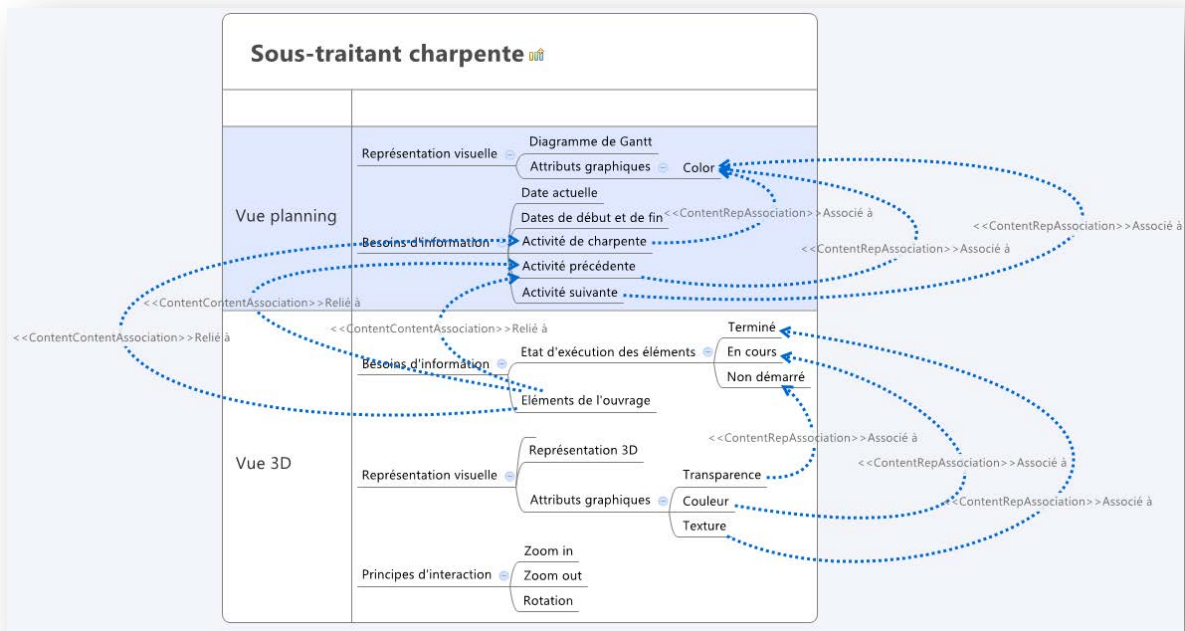 Sous-traitant charpente
Vue planning
Représentation visuelle
Diagramme de Gantt
Attributs graphiques
Color
Besoins d'information
Date actuelle
Dates de début et de fin
Activité de charpente
Activité précédente
Activité suivante
<<ContentRepAssociation>>Associé à
<<ContentRepAssociation>>Associé à
<<ContentRepAssociation>>Associé à
<<ContentContentAssociation>>Relié à
<<ContentContentAssociation>>Relié à
<<ContentContentAssociation>>Relié à
Vue 3D
Besoins d'information
Etat d'exécution des éléments
Terminé
En cours
Non démarré
Eléments de l'ouvrage
Représentation visuelle
Représentation 3D
Attributs graphiques
Transparence
Couleur
Texture
<<ContentRepAssociation>>Associé à
<<ContentRepAssociation>>Associé à
<<ContentRepAssociation>>Associé à
Principes d'interaction
Zoom in
Zoom out
Rotation